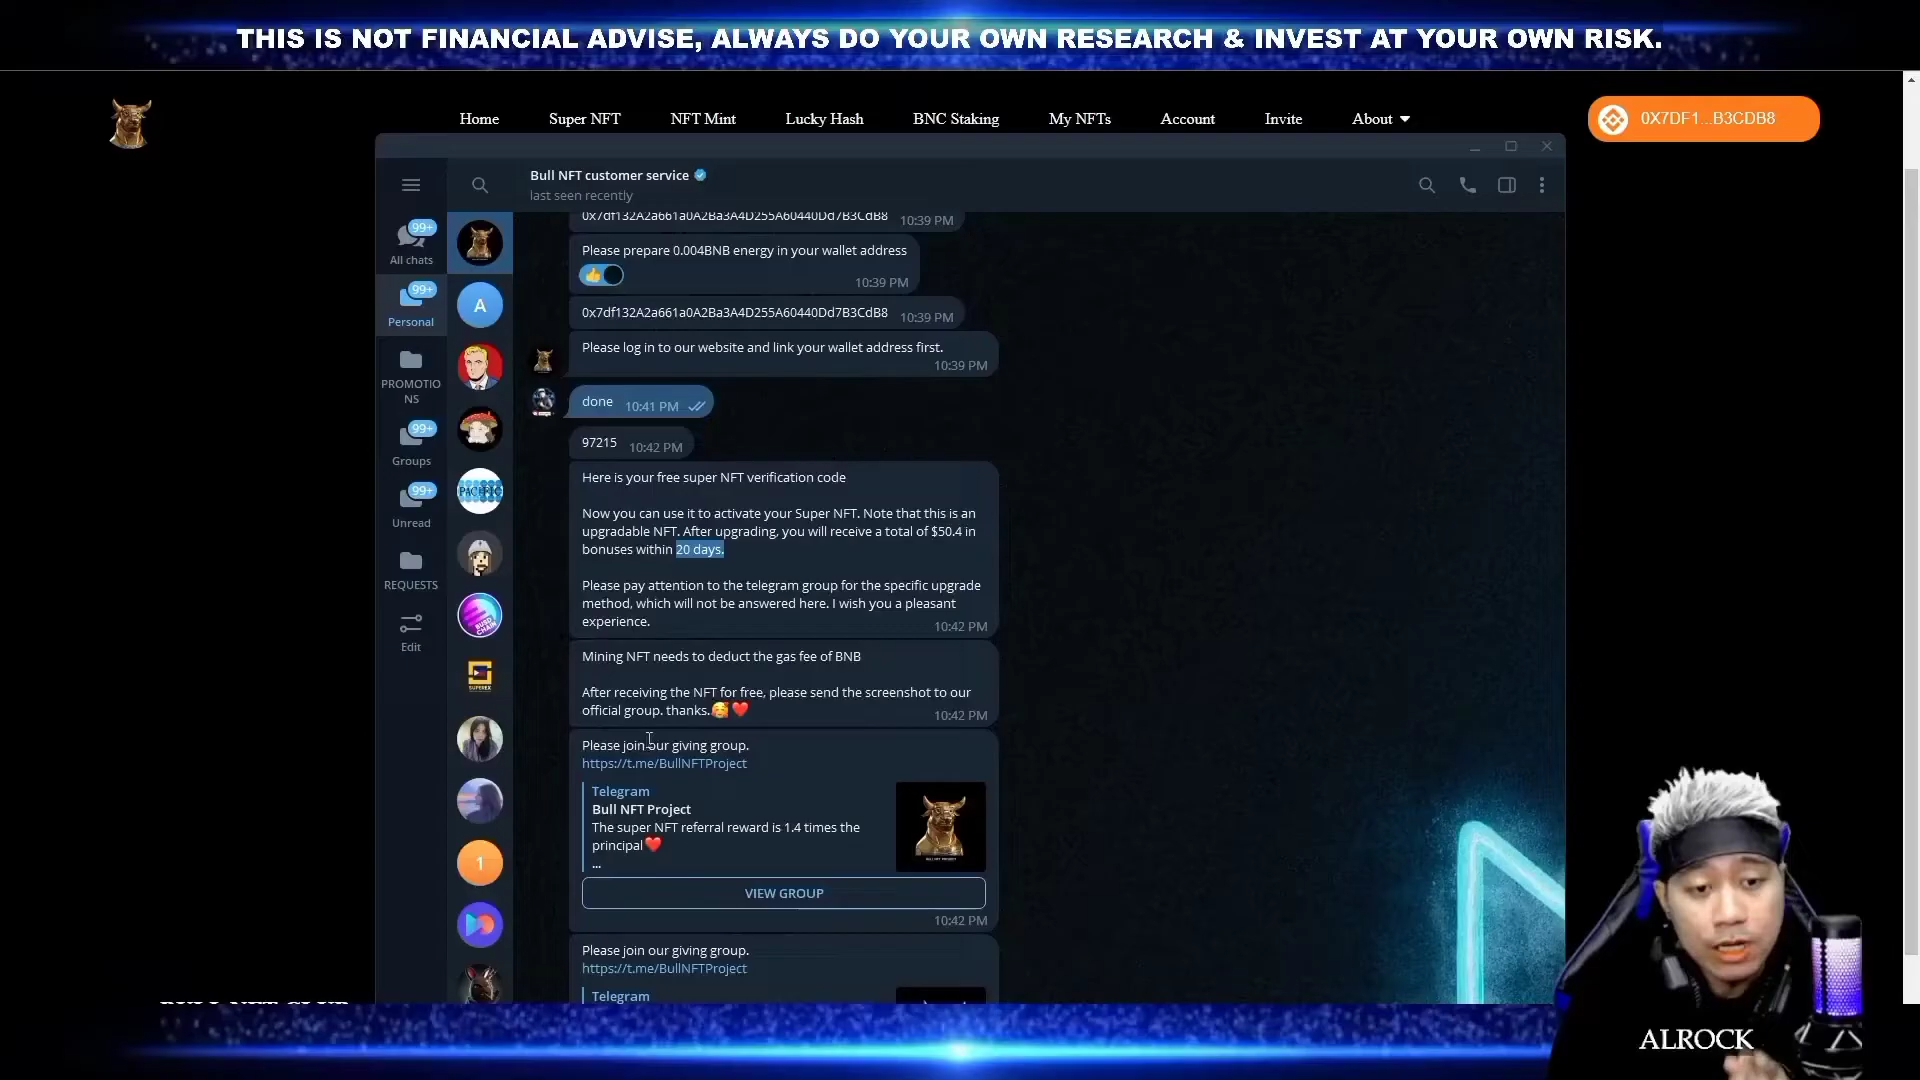 THIS IS NOT FINANCIAL ADVISE, ALWAYS DO YOUR OWN RESEARCH & INVEST AT YOUR OWN RISK.
Home Super NFT NFT Mint Lucky Hash BNC Staking My NFTs Account Invite About
0X7DF1...B3CDB8
Bull NFT customer service
last seen recently
99+
All chats
99+
Personal
PROMOTIO
NS
99+
Groups
99+
Unread
REQUESTS
Edit
A
PACIFIC
BUSD
CHAIN
SUPEREX
1
0x7df132A2a661a0A2Ba3A4D255A60440Dd7B3CdB8 10:39 PM
Please prepare 0.004BNB energy in your wallet address
10:39 PM
0x7df132A2a661a0A2Ba3A4D255A60440Dd7B3CdB8 10:39 PM
Please log in to our website and link your wallet address first.
10:39 PM
done 10:41 PM
97215 10:42 PM
Here is your free super NFT verification code
Now you can use it to activate your Super NFT. Note that this is an
upgradable NFT. After upgrading, you will receive a total of $50.4 in
bonuses within 20 days.
Please pay attention to the telegram group for the specific upgrade
method, which will not be answered here. I wish you a pleasant
experience.
10:42 PM
Mining NFT needs to deduct the gas fee of BNB
After receiving the NFT for free, please send the screenshot to our
official group. thanks.🥰❤️
10:42 PM
Please join our giving group.
https://t.me/BullNFTProject
Telegram
Bull NFT Project
The super NFT referral reward is 1.4 times the
principal❤️
...
VIEW GROUP
10:42 PM
Please join our giving group.
https://t.me/BullNFTProject
Telegram
ALROCK